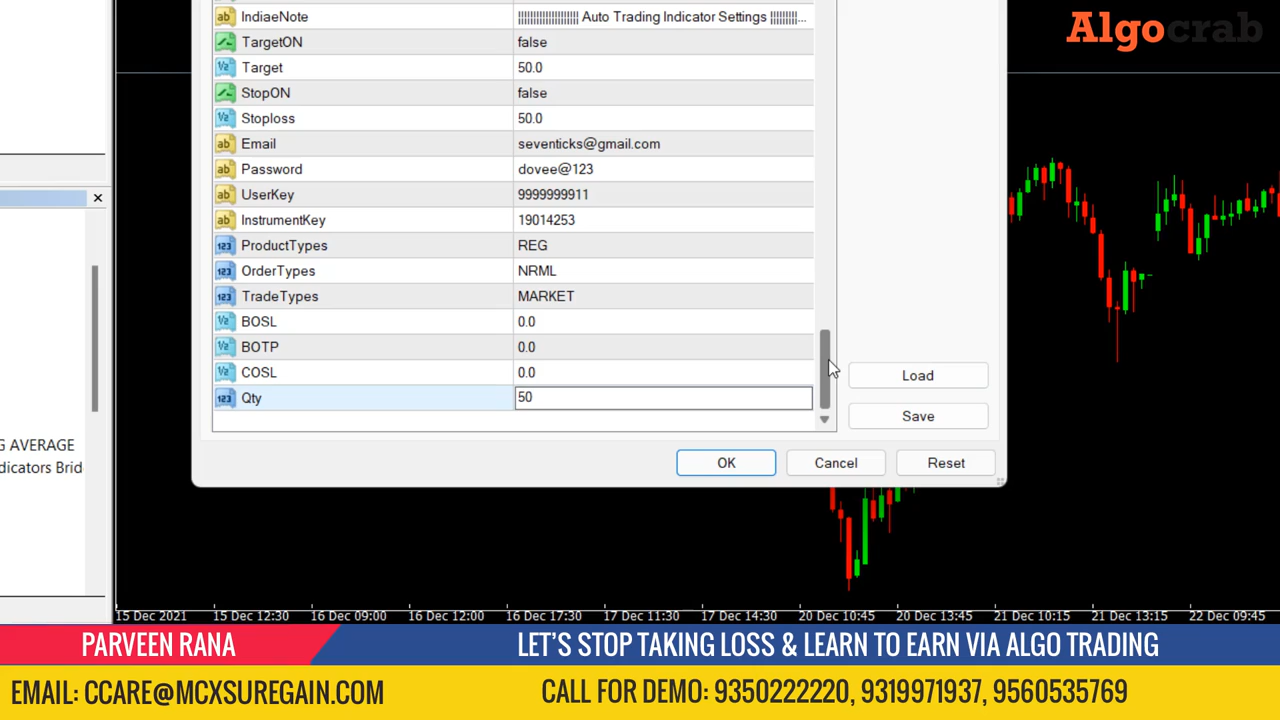 Algocrab
IndiaeNote ||||||||||||||||||| Auto Trading Indicator Settings ||||||||...
TargetON false
Target 50.0
StopON false
Stoploss 50.0
Email seventicks@gmail.com
Password dovee@123
UserKey 9999999911
InstrumentKey 19014253
ProductTypes REG
OrderTypes NRML
TradeTypes MARKET
BOSL 0.0
BOTP 0.0
COSL 0.0
Qty 50
Load
Save
OK Cancel Reset
G AVERAGE
dicators Brid
15 Dec 2021 15 Dec 12:30 16 Dec 09:00 16 Dec 12:00 16 Dec 17:30 17 Dec 11:30 17 Dec 14:30 20 Dec 10:45 20 Dec 13:45 21 Dec 10:15 21 Dec 13:15 22 Dec 09:45
PARVEEN RANA LET'S STOP TAKING LOSS & LEARN TO EARN VIA ALGO TRADING
EMAIL: CCARE@MCXSUREGAIN.COM CALL FOR DEMO: 9350222220, 9319971937, 9560535769